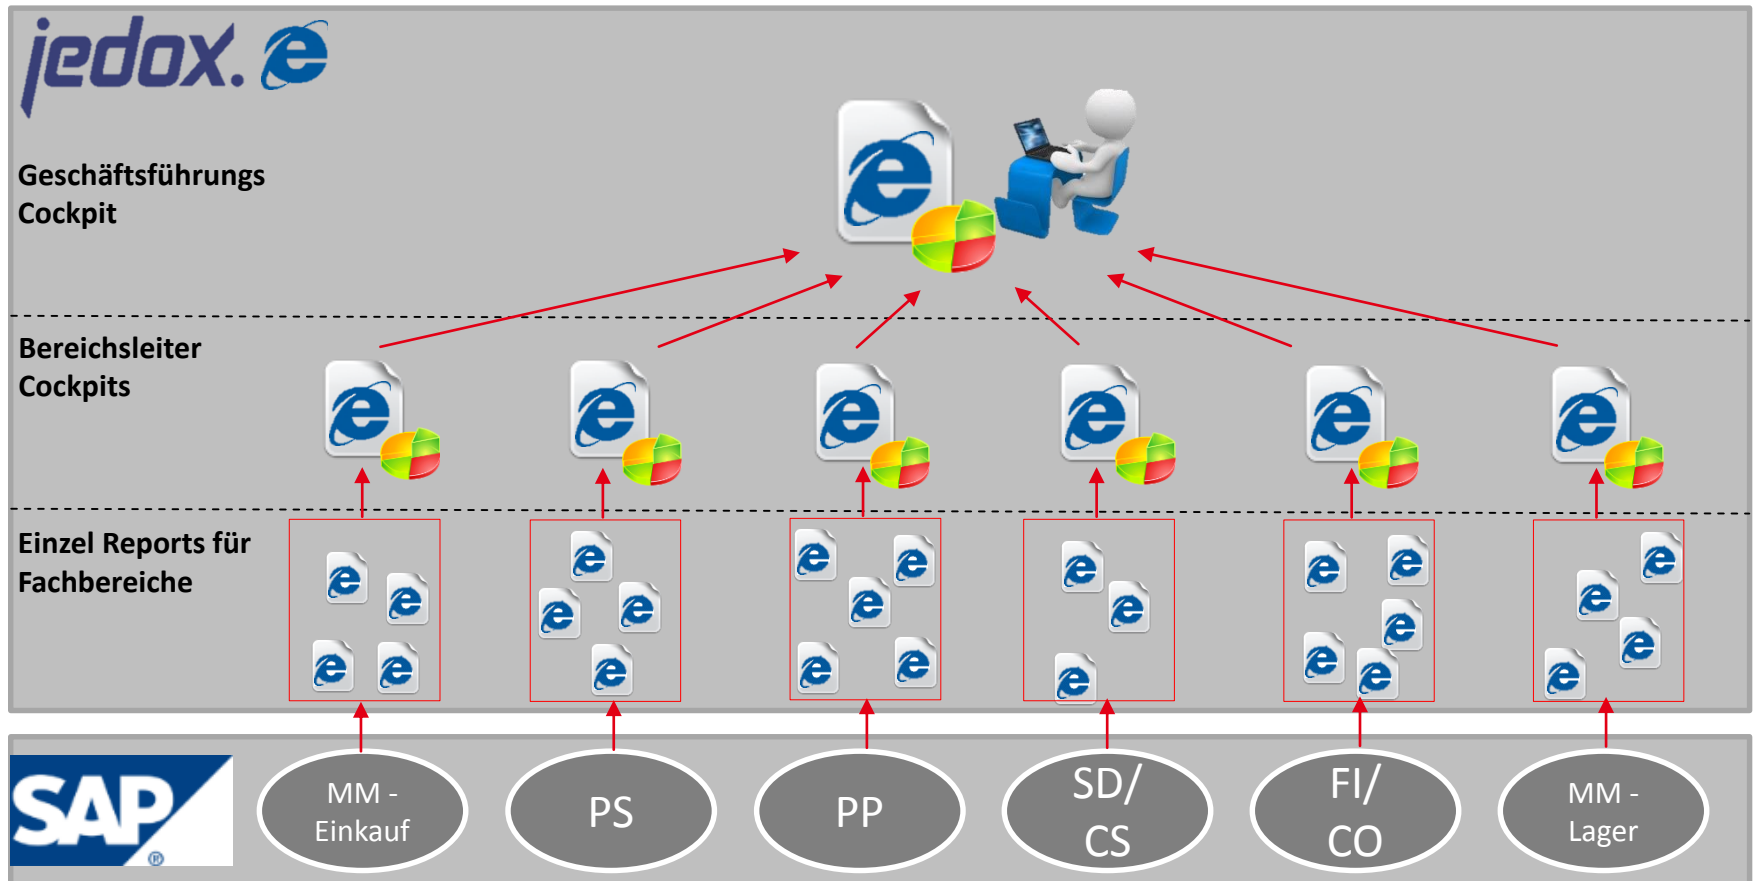 jedox.
Geschäftsführungs
Cockpit
Bereichsleiter
Cockpits
Einzel Reports für
Fachbereiche
SAP
®
MM -
Einkauf
PS
PP
SD/
CS
FI/
CO
MM -
Lager